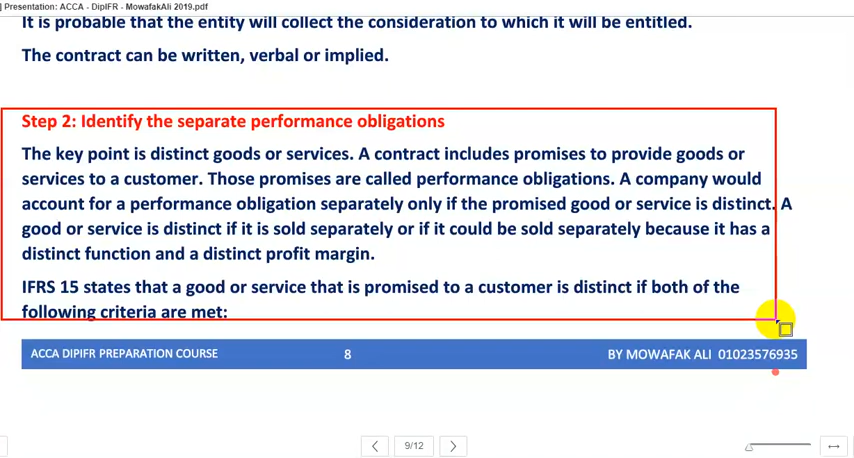 | Presentation: ACCA - DipIFR - MowafakAli 2019.pdf
It is probable that the entity will collect the consideration to which it will be entitled.
The contract can be written, verbal or implied.
Step 2: Identify the separate performance obligations
The key point is distinct goods or services. A contract includes promises to provide goods or
services to a customer. Those promises are called performance obligations. A company would
account for a performance obligation separately only if the promised good or service is distinct. A
good or service is distinct if it is sold separately or if it could be sold separately because it has a
distinct function and a distinct profit margin.
IFRS 15 states that a good or service that is promised to a customer is distinct if both of the
following criteria are met:
ACCA DIPIFR PREPARATION COURSE 8 BY MOWAFAK ALI 01023576935
9/12